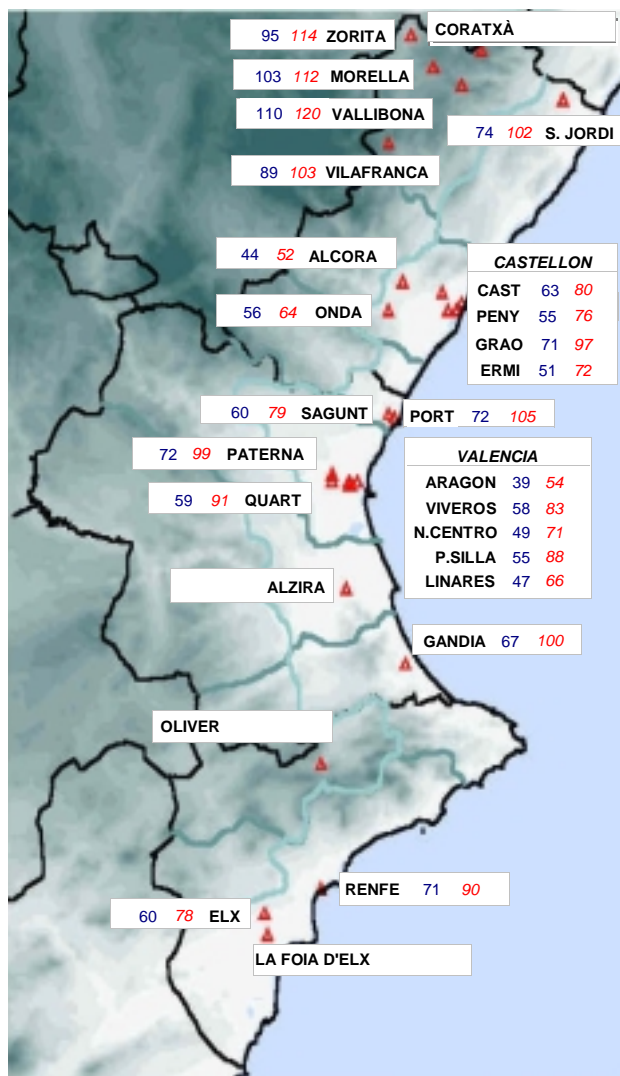 CORATXÀ
95 114 ZORITA
103 112 MORELLA
110 120 VALLIBONA
74 102 S. JORDI
89 103 VILAFRANCA
44 52 ALCORA
CASTELLON
CAST 63 80
PENY 55 76
GRAO 71 97
ERMI 51 72
56 64 ONDA
60 79 SAGUNT
PORT 72 105
72 99 PATERNA
59 91 QUART
VALENCIA
ARAGON 39 54
VIVEROS 58 83
N.CENTRO 49 71
P.SILLA 55 88
LINARES 47 66
ALZIRA
GANDIA 67 100
OLIVER
RENFE 71 90
60 78 ELX
LA FOIA D'ELX